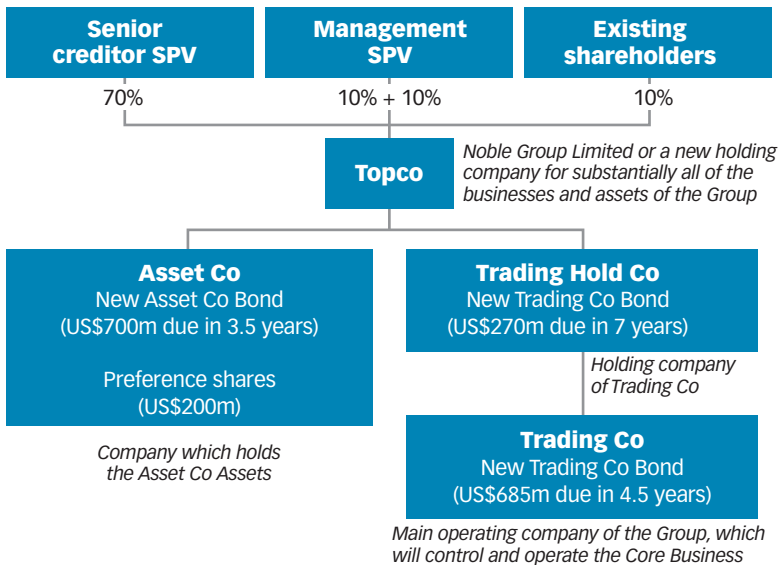 Senior
creditor SPV
Management
SPV
Existing
shareholders
70%
10% + 10%
10%
Topco
Noble Group Limited or a new holding
company for substantially all of the
businesses and assets of the Group
Asset Co
New Asset Co Bond
(US$700m due in 3.5 years)
Preference shares
(US$200m)
Company which holds
the Asset Co Assets
Trading Hold Co
New Trading Co Bond
(US$270m due in 7 years)
Holding company
of Trading Co
Trading Co
New Trading Co Bond
(US$685m due in 4.5 years)
Main operating company of the Group, which
will control and operate the Core Business